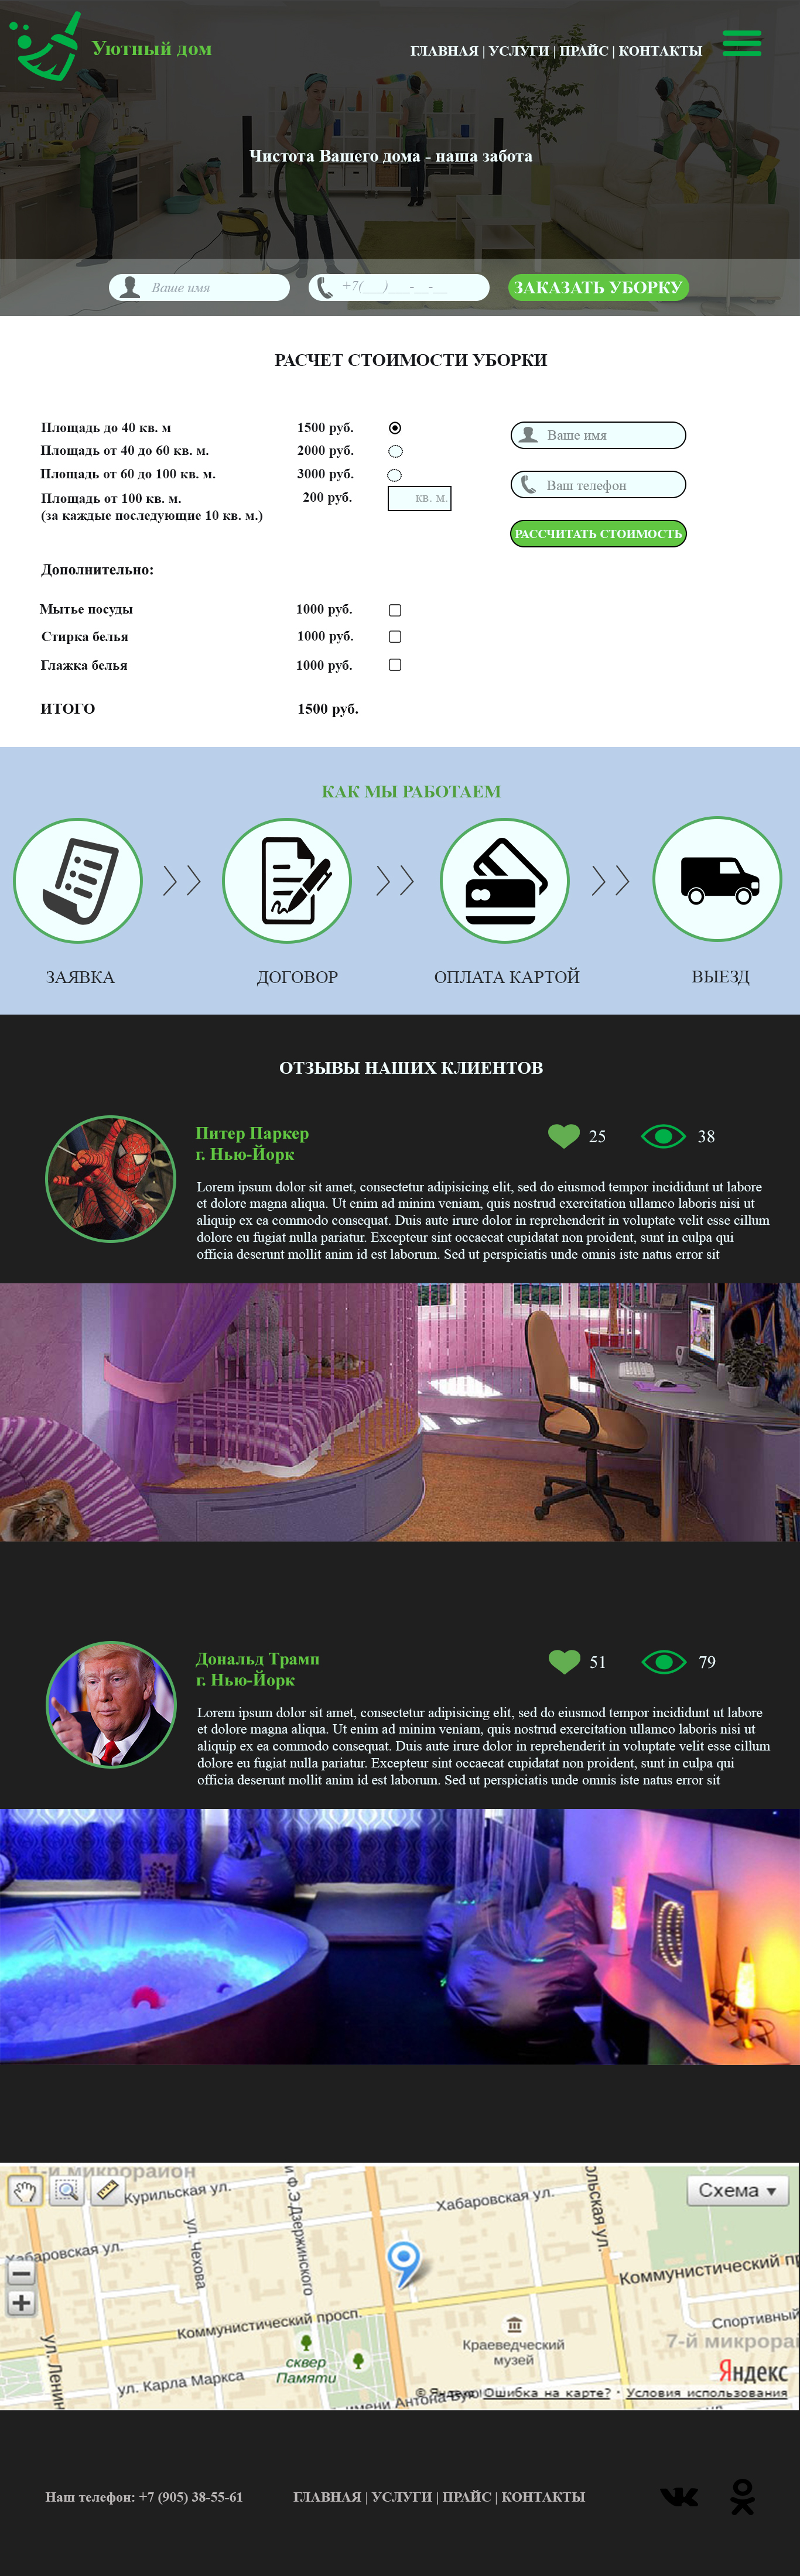 Уютный дом
ГЛАВНАЯ | УСЛУГИ | ПРАЙС | КОНТАКТЫ
Чистота Вашего дома - наша забота
Ваше имя
+7(___)___-__-__
ЗАКАЗАТЬ УБОРКУ
РАСЧЕТ СТОИМОСТИ УБОРКИ
Площадь до 40 кв. м 1500 руб.
Площадь от 40 до 60 кв. м. 2000 руб.
Площадь от 60 до 100 кв. м. 3000 руб.
Площадь от 100 кв. м. 200 руб. кв. м.
(за каждые последующие 10 кв. м.)
Ваше имя
Ваш телефон
РАССЧИТАТЬ СТОИМОСТЬ
Дополнительно:
Мытье посуды 1000 руб.
Стирка белья 1000 руб.
Глажка белья 1000 руб.
ИТОГО 1500 руб.
КАК МЫ РАБОТАЕМ
ЗАЯВКА
ДОГОВОР
ОПЛАТА КАРТОЙ
ВЫЕЗД
ОТЗЫВЫ НАШИХ КЛИЕНТОВ
Питер Паркер
г. Нью-Йорк
25
38
Lorem ipsum dolor sit amet, consectetur adipisicing elit, sed do eiusmod tempor incididunt ut labore
et dolore magna aliqua. Ut enim ad minim veniam, quis nostrud exercitation ullamco laboris nisi ut
aliquip ex ea commodo consequat. Duis aute irure dolor in reprehenderit in voluptate velit esse cillum
dolore eu fugiat nulla pariatur. Excepteur sint occaecat cupidatat non proident, sunt in culpa qui
officia deserunt mollit anim id est laborum. Sed ut perspiciatis unde omnis iste natus error sit
Дональд Трамп
г. Нью-Йорк
51
79
Lorem ipsum dolor sit amet, consectetur adipisicing elit, sed do eiusmod tempor incididunt ut labore
et dolore magna aliqua. Ut enim ad minim veniam, quis nostrud exercitation ullamco laboris nisi ut
aliquip ex ea commodo consequat. Duis aute irure dolor in reprehenderit in voluptate velit esse cillum
dolore eu fugiat nulla pariatur. Excepteur sint occaecat cupidatat non proident, sunt in culpa qui
officia deserunt mollit anim id est laborum. Sed ut perspiciatis unde omnis iste natus error sit
1-й микрорайон
Курильская ул.
Хабаровская ул.
Схема
Хабаровская ул.
ул. Чехова
и Ф.Э.Дзержинского
ольская ул.
Коммунистический пр
Коммунистический просп.
Спортивный
Краеведческий
музей
7-й микрорай
сквер
Памяти
ул. Карла Маркса
ул. Ленин
имени Антона
Яндекс
Ошибка на карте? · Условия использования
Наш телефон: +7 (905) 38-55-61
ГЛАВНАЯ | УСЛУГИ | ПРАЙС | КОНТАКТЫ